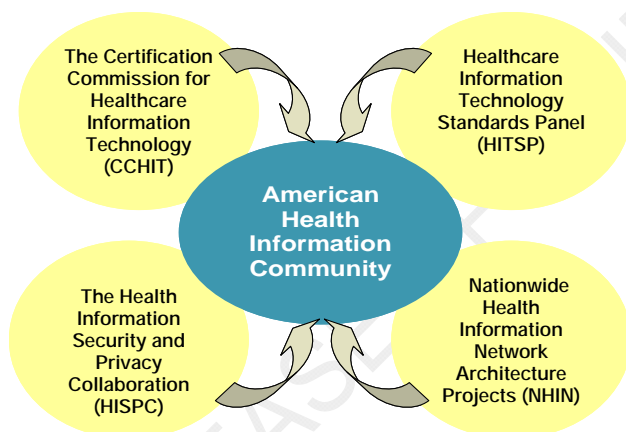 The Certification
Commission for
Healthcare
Information
Technology
(CCHIT)
Healthcare
Information
Technology
Standards Panel
(HITSP)
American
Health
Information
Community
The Health
Information
Security and
Privacy
Collaboration
(HISPC)
Nationwide
Health
Information
Network
Architecture
Projects (NHIN)